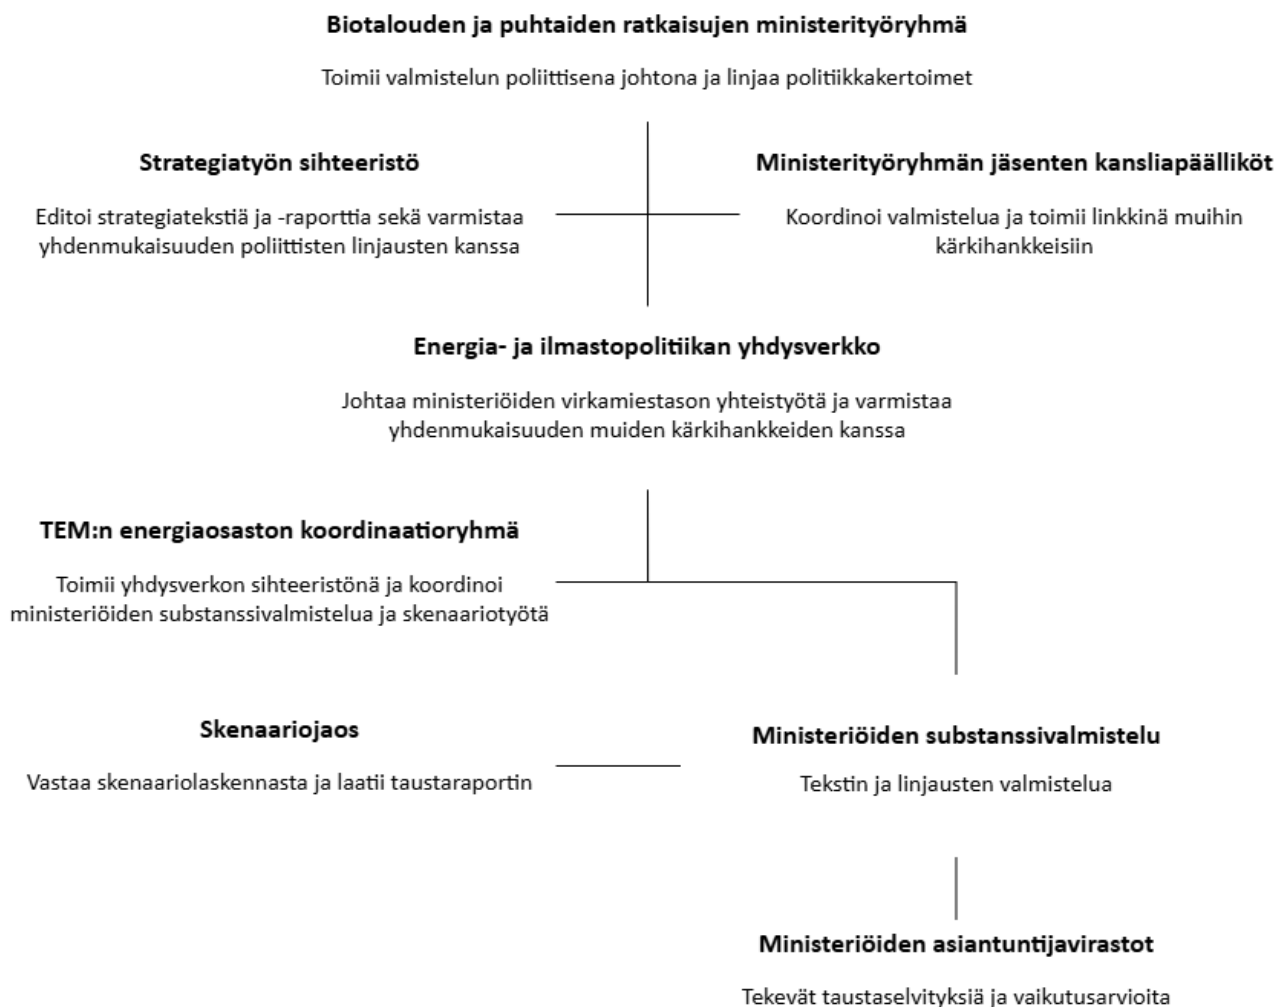 Biotalouden ja puhtaiden ratkaisujen ministerityöryhmä
Toimii valmistelun poliittisena johtona ja linjaa politiikkakertoimet
Strategiatyön sihteeristö
Editoi strategiatekstiä ja -raporttia sekä varmistaa
yhdenmukaisuuden poliittisten linjausten kanssa
Ministerityöryhmän jäsenten kansliapäälliköt
Koordinoi valmistelua ja toimii linkkinä muihin
kärkihankkeisiin
Energia- ja ilmastopolitiikan yhdysverkko
Johtaa ministeriöiden virkamiestason yhteistyötä ja varmistaa
yhdenmukaisuuden muiden kärkihankkeiden kanssa
TEM:n energiaosaston koordinaatioryhmä
Toimii yhdysverkon sihteeristönä ja koordinoi
ministeriöiden substanssivalmistelua ja skenaariotyötä
Skenaariojaos
Vastaa skenaariolaskennasta ja laatii taustaraportin
Ministeriöiden substanssivalmistelu
Tekstin ja linjausten valmistelua
Ministeriöiden asiantuntijavirastot
Tekevät taustaselvityksiä ja vaikutusarvioita